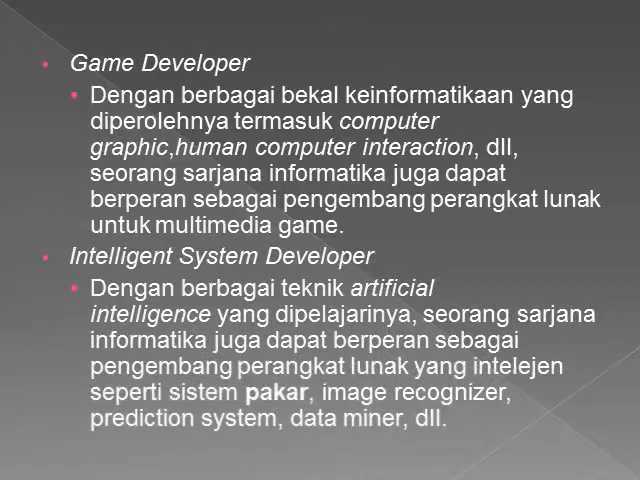 Game Developer
Dengan berbagai bekal keinformatikaan yang
diperolehnya termasuk computer
graphic,human computer interaction, dll,
seorang sarjana informatika juga dapat
berperan sebagai pengembang perangkat lunak
untuk multimedia game.
Intelligent System Developer
Dengan berbagai teknik artificial
intelligence yang dipelajarinya, seorang sarjana
informatika juga dapat berperan sebagai
pengembang perangkat lunak yang intelejen
seperti sistem pakar, image recognizer,
prediction system, data miner, dll.